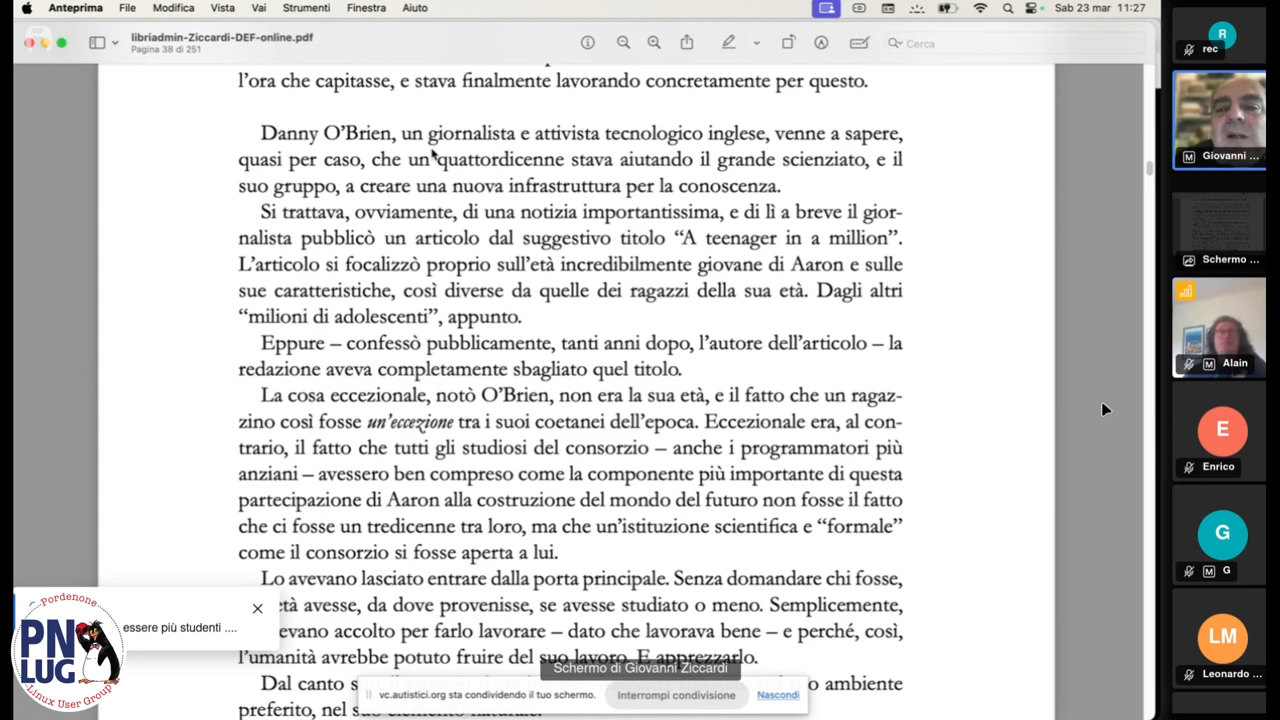 Anteprima File Modifica Vista Vai Strumenti Finestra Aiuto Sab 23 mar 11:27
libriadmin-Ziccardi-DEF-online.pdf
Pagina 38 di 251
Cerca
l'ora che capitasse, e stava finalmente lavorando concretamente per questo.
Danny O'Brien, un giornalista e attivista tecnologico inglese, venne a sapere,
quasi per caso, che un quattordicenne stava aiutando il grande scienziato, e il
suo gruppo, a creare una nuova infrastruttura per la conoscenza.
Si trattava, ovviamente, di una notizia importantissima, e di lì a breve il gior-
nalista pubblicò un articolo dal suggestivo titolo “A teenager in a million”.
L'articolo si focalizzò proprio sull'età incredibilmente giovane di Aaron e sulle
sue caratteristiche, così diverse da quelle dei ragazzi della sua età. Dagli altri
“milioni di adolescenti”, appunto.
Eppure – confessò pubblicamente, tanti anni dopo, l'autore dell'articolo – la
redazione aveva completamente sbagliato quel titolo.
La cosa eccezionale, notò O'Brien, non era la sua età, e il fatto che un ragaz-
zino così fosse un'eccezione tra i suoi coetanei dell'epoca. Eccezionale era, al con-
trario, il fatto che tutti gli studiosi del consorzio – anche i programmatori più
anziani – avessero ben compreso come la componente più importante di questa
partecipazione di Aaron alla costruzione del mondo del futuro non fosse il fatto
che ci fosse un tredicenne tra loro, ma che un'istituzione scientifica e “formale”
come il consorzio si fosse aperta a lui.
Lo avevano lasciato entrare dalla porta principale. Senza domandare chi fosse,
età avesse, da dove provenisse, se avesse studiato o meno. Semplicemente,
evano accolto per farlo lavorare – dato che lavorava bene – e perché, così,
l'umanità avrebbe potuto fruire del suo lavoro. E apprezzarlo.
Dal canto ambiente
preferito, nel
essere più studenti ....
Schermo di Giovanni Ziccardi
vc.autistici.org sta condividendo il tuo schermo. Interrompi condivisione Nascondi
Pordenone
PN
LUG
Linux User Group
R
rec
M Giovanni ...
Schermo ...
M Alain
E
Enrico
G
M G
LM
Leonardo ...